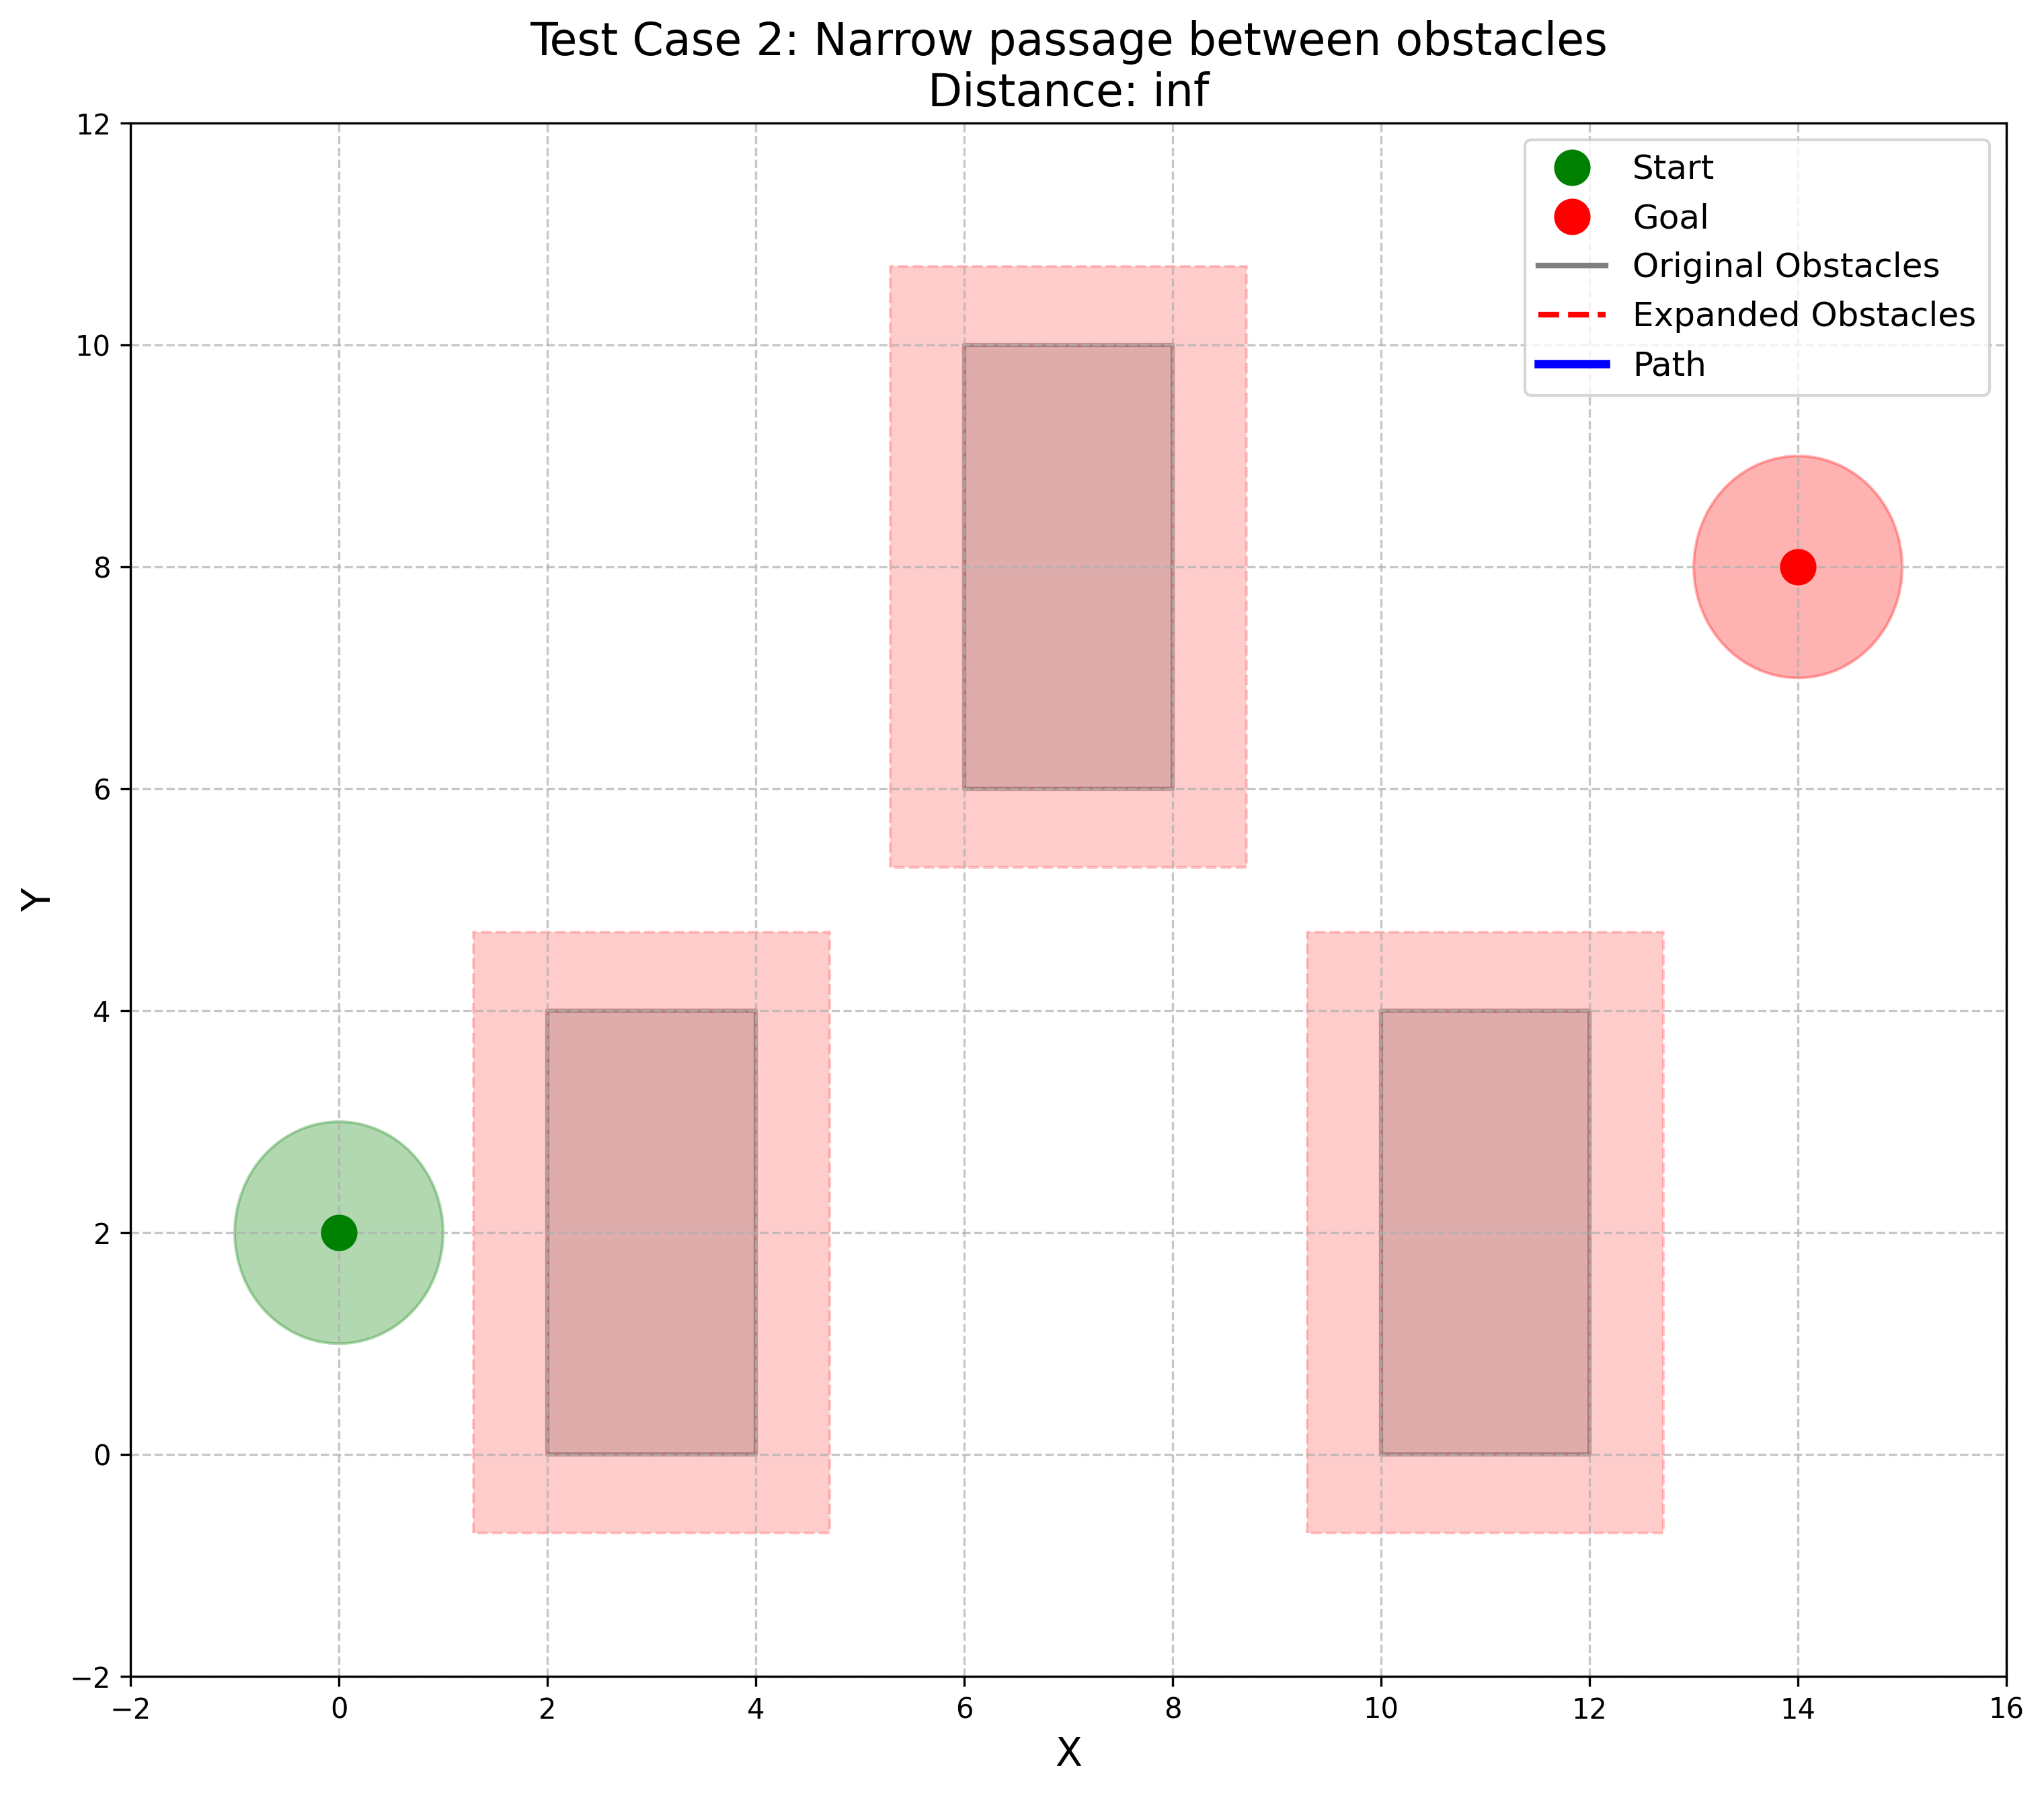 Test Case 2: Narrow passage between obstacles
Distance: inf
12
10
8
6
4
2
0
−2
Y
Start
Goal
Original Obstacles
Expanded Obstacles
Path
−2 0 2 4 6 8 10 12 14 16
X